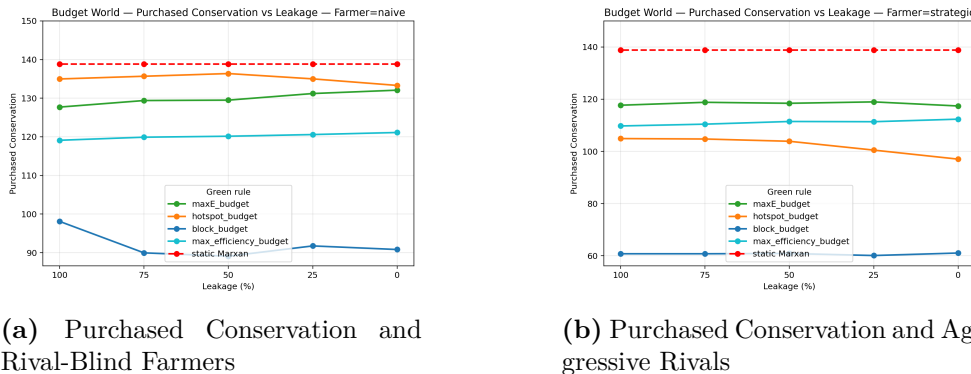 Budget World — Purchased Conservation vs Leakage — Farmer=naive
150
140
130
120
110
100
90
Purchased Conservation
Green rule
maxE_budget
hotspot_budget
block_budget
max_efficiency_budget
static Marxan
100 75 50 25 0
Leakage (%)
(a) Purchased Conservation and
Rival-Blind Farmers
Budget World — Purchased Conservation vs Leakage — Farmer=strategic
140
120
100
80
60
Purchased Conservation
Green rule
maxE_budget
hotspot_budget
block_budget
max_efficiency_budget
static Marxan
100 75 50 25 0
Leakage (%)
(b) Purchased Conservation and Ag
gressive Rivals